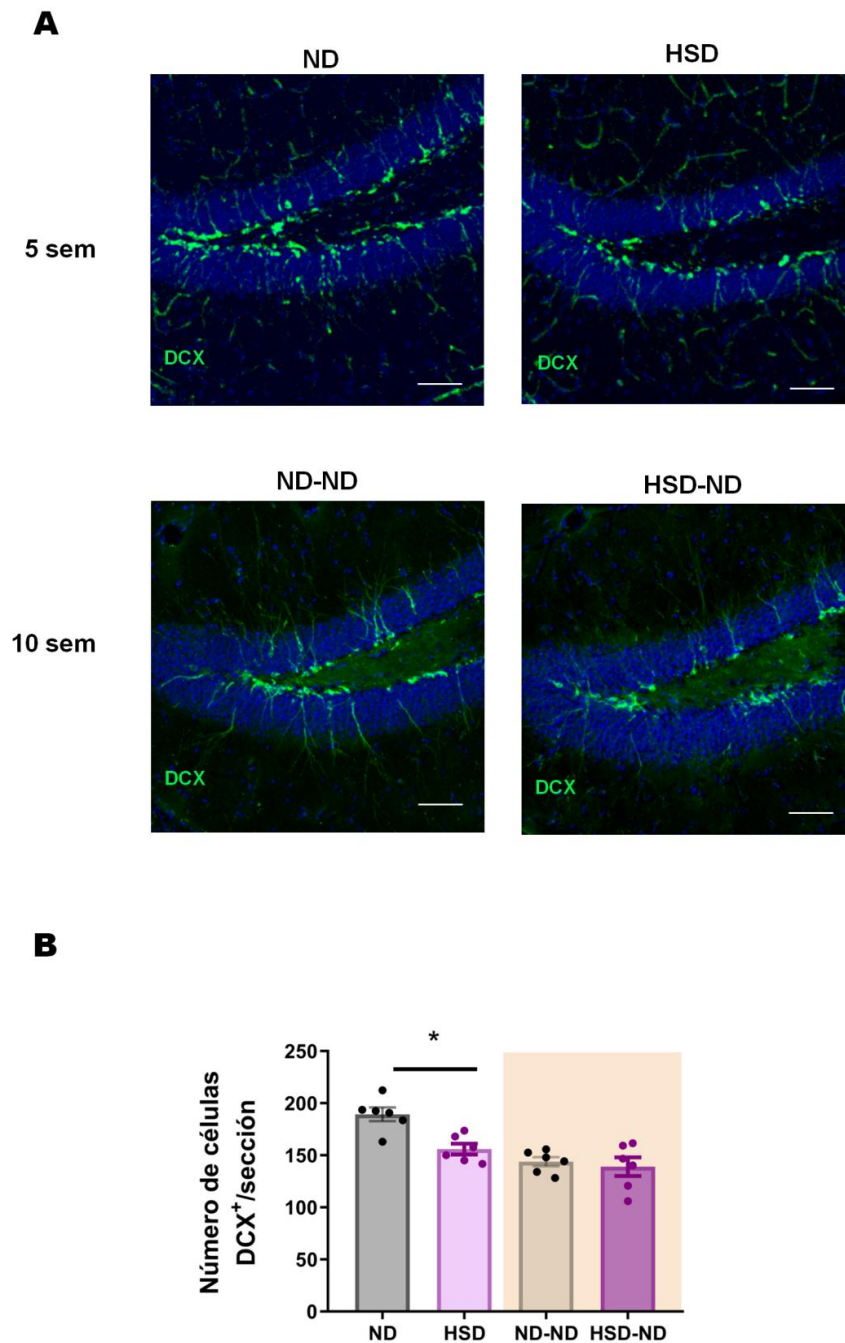 A
ND
HSD
5 sem
DCX
DCX
ND-ND
HSD-ND
10 sem
DCX
DCX
B
*
Número de células
DCX+/sección
250
200
150
100
50
0
ND
HSD
ND-ND
HSD-ND